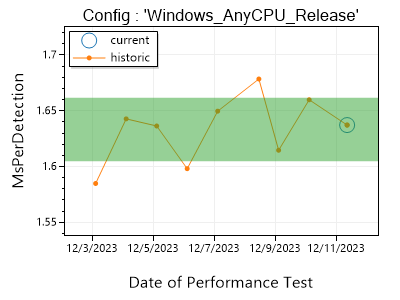 Config : 'Windows_AnyCPU_Release'
current
historic
1.7
1.65
1.6
1.55
MsPerDetection
12/3/2023 12/5/2023 12/7/2023 12/9/2023 12/11/2023
Date of Performance Test